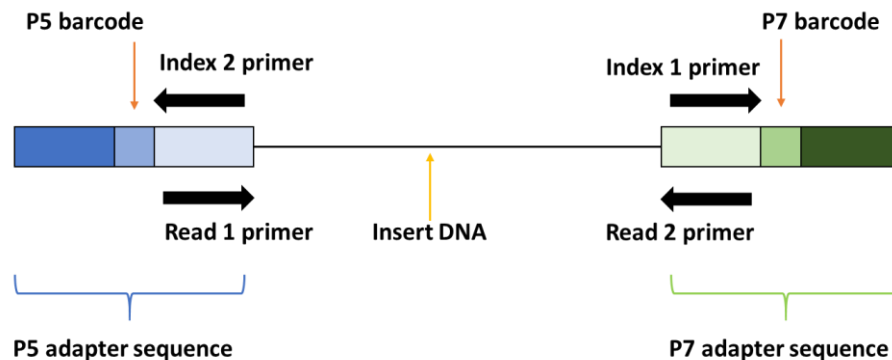 P5 barcode
P7 barcode
Index 2 primer
Index 1 primer
Read 1 primer
Insert DNA
Read 2 primer
P5 adapter sequence
P7 adapter sequence